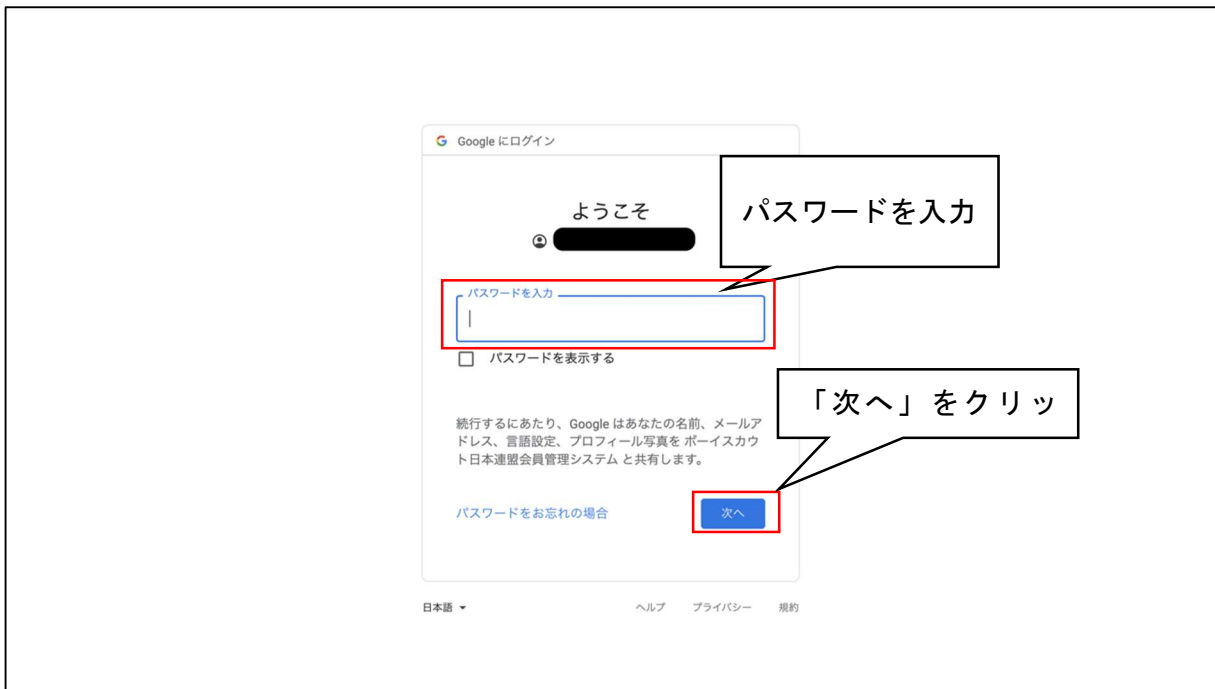 Google にログイン
ようこそ
パスワードを入力
パスワードを入力
パスワードを表示する
「次へ」をクリッ
続行するにあたり、Google はあなたの名前、メールア
ドレス、言語設定、プロフィール写真を ボーイスカウ
ト日本連盟会員管理システム と共有します。
パスワードをお忘れの場合
次へ
日本語
ヘルプ プライバシー 規約